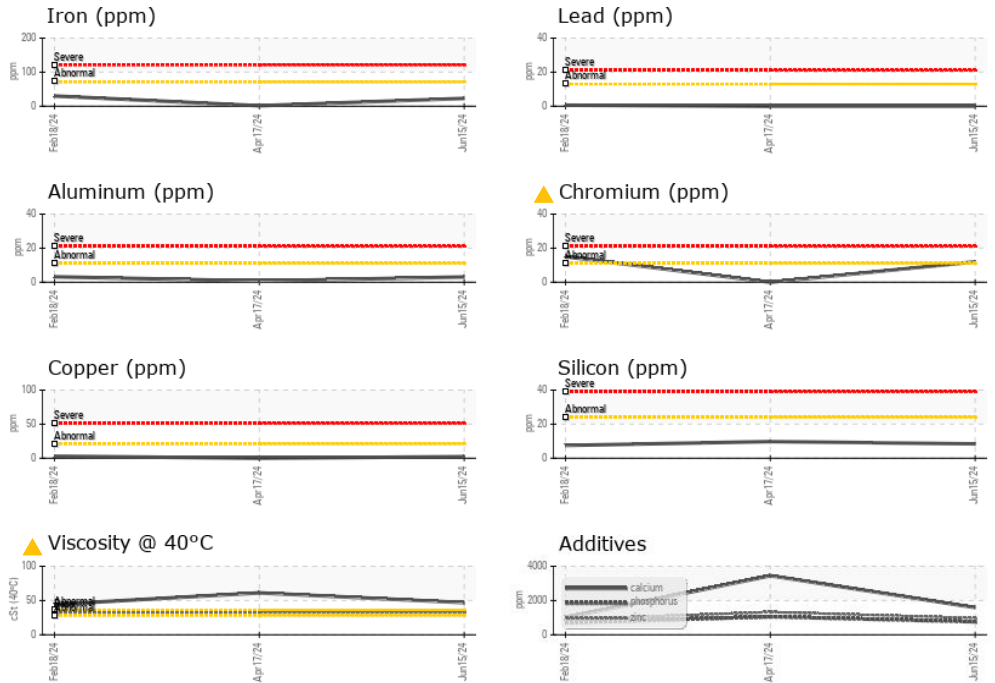 Iron (ppm)
200
100
0
ppm
Severe
Abnormal
Feb18/24
Apr17/24
Jun15/24
Lead (ppm)
40
20
0
ppm
Severe
Abnormal
Feb18/24
Apr17/24
Jun15/24
Aluminum (ppm)
40
20
0
ppm
Severe
Abnormal
Feb18/24
Apr17/24
Jun15/24
Chromium (ppm)
40
20
0
ppm
Severe
Abnormal
Feb18/24
Apr17/24
Jun15/24
Copper (ppm)
100
50
0
ppm
Severe
Abnormal
Feb18/24
Apr17/24
Jun15/24
Silicon (ppm)
40
20
0
ppm
Severe
Abnormal
Feb18/24
Apr17/24
Jun15/24
Viscosity @ 40°C
100
50
0
cSt (40°C)
Abnormal
Abnormal
Feb18/24
Apr17/24
Jun15/24
Additives
4000
2000
0
ppm
calcium
phosphorus
zinc
Feb18/24
Apr17/24
Jun15/24